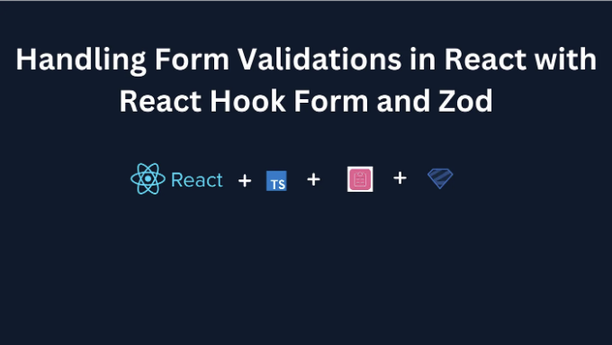 Handling Form Validations in React with
React Hook Form and Zod
React + TS + +